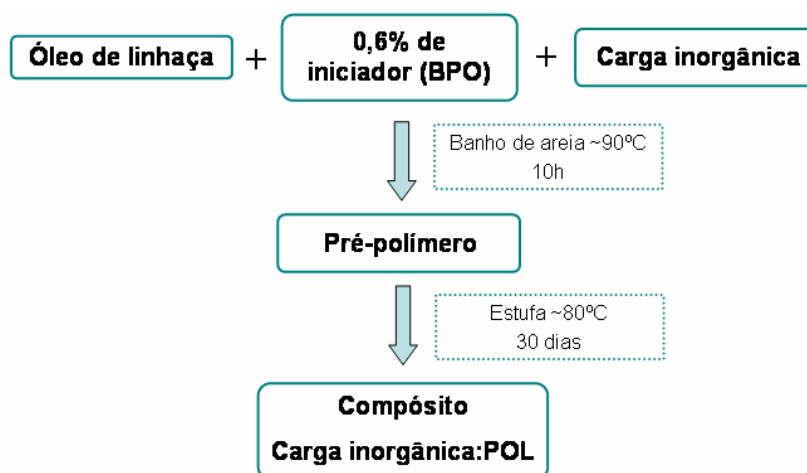 Óleo de linhaça
+
0,6% de
iniciador (BPO)
+
Carga inorgânica
Banho de areia ~90ºC
10h
Pré-polímero
Estufa ~80ºC
30 dias
Compósito
Carga inorgânica:POL